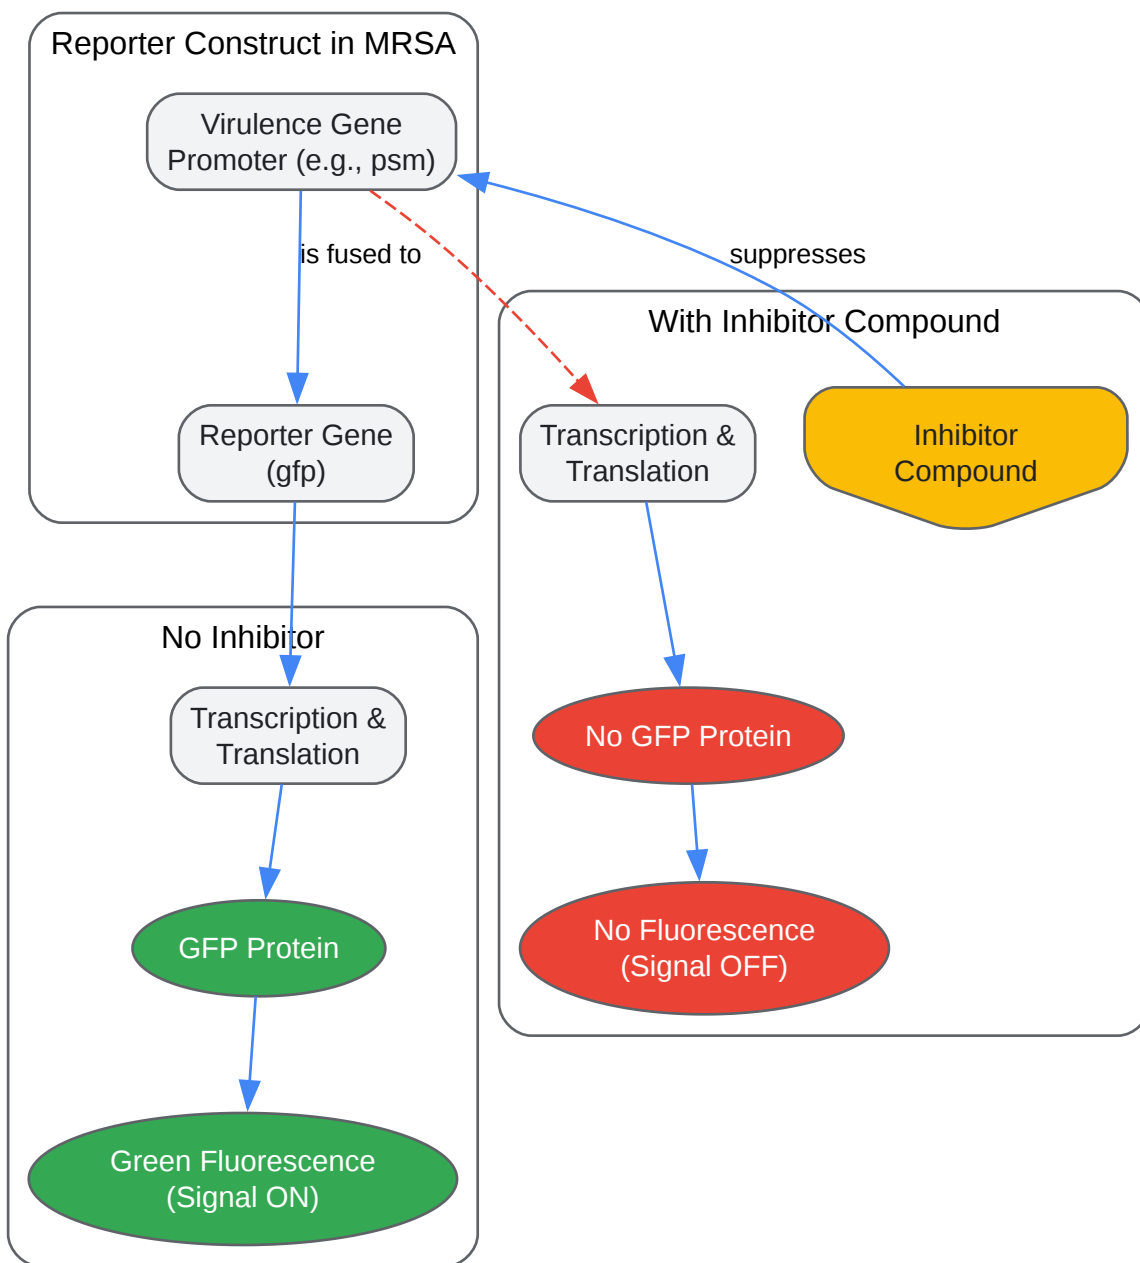 Reporter Construct in MRSA
Virulence Gene
Promoter (e.g., psm)
is fused to
suppresses
With Inhibitor Compound
Reporter Gene
(gfp)
Transcription &
Translation
Inhibitor
Compound
No Inhibitor
Transcription &
Translation
No GFP Protein
GFP Protein
No Fluorescence
(Signal OFF)
Green Fluorescence
(Signal ON)